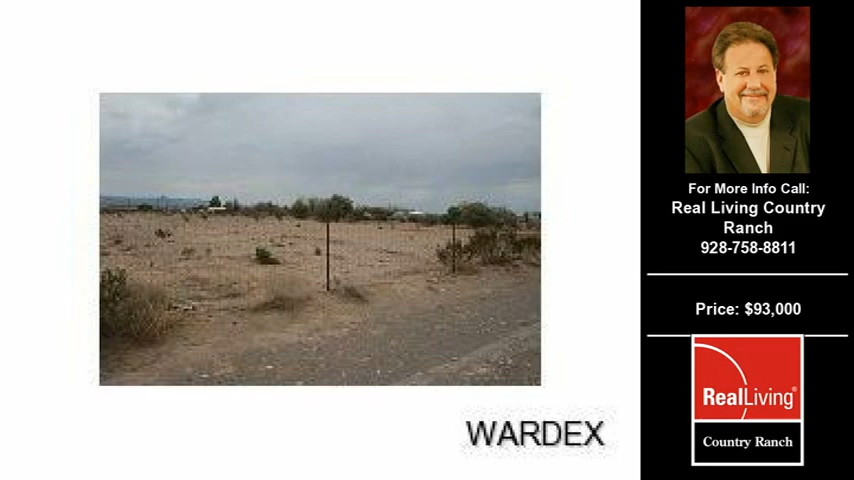 WARDEX
For More Info Call:
Real Living Country
Ranch
928-758-8811
Price: $93,000
RealLiving®
Country Ranch